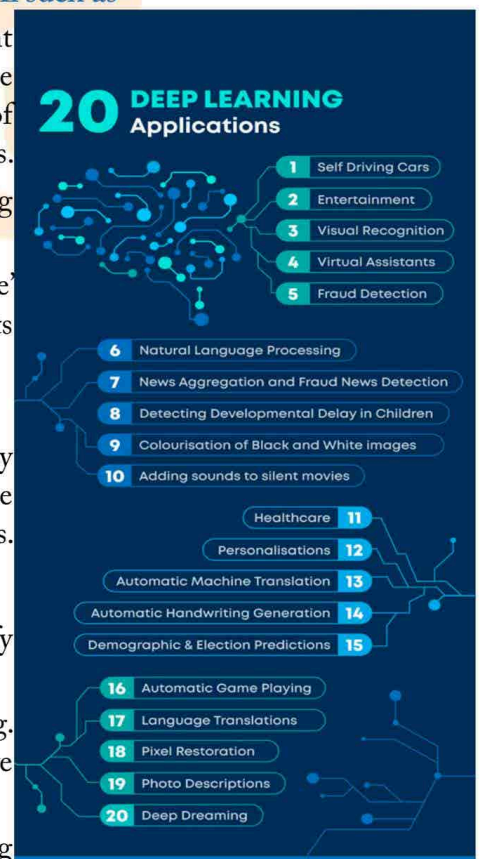 20 DEEP LEARNING
Applications
1 Self Driving Cars
2 Entertainment
3 Visual Recognition
4 Virtual Assistants
5 Fraud Detection
6 Natural Language Processing
7 News Aggregation and Fraud News Detection
8 Detecting Developmental Delay in Children
9 Colourisation of Black and White images
10 Adding sounds to silent movies
Healthcare 11
Personalisations 12
Automatic Machine Translation 13
Automatic Handwriting Generation 14
Demographic & Election Predictions 15
16 Automatic Game Playing
17 Language Translations
18 Pixel Restoration
19 Photo Descriptions
20 Deep Dreaming